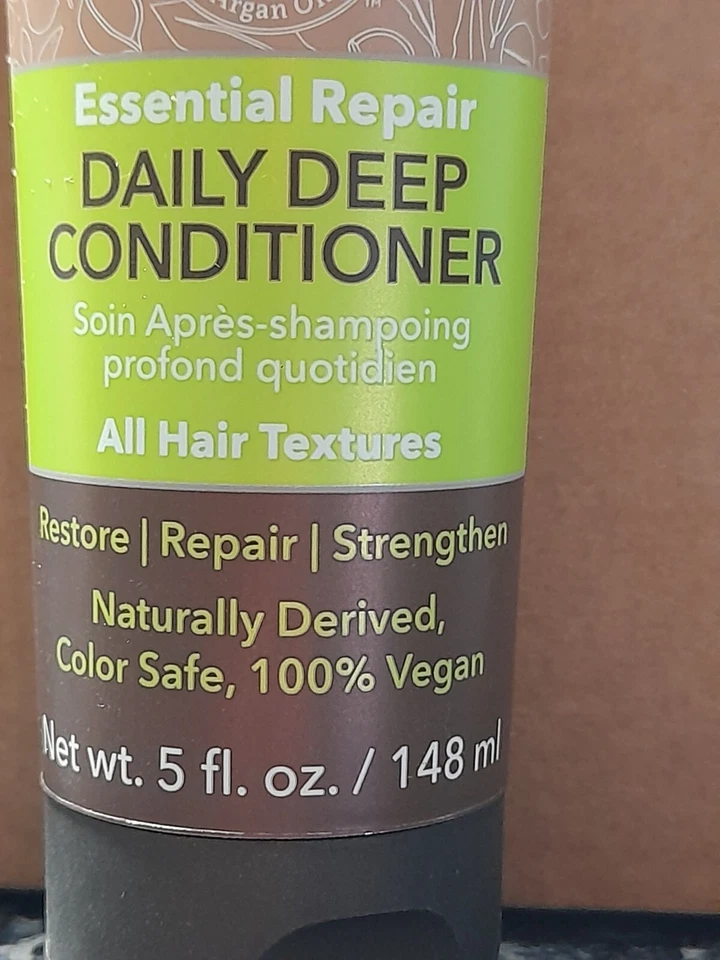 Argan Oil
Essential Repair
DAILY DEEP
CONDITIONER
Soin Après-shampoing
profond quotidien
All Hair Textures
Restore | Repair | Strengthen
Naturally Derived,
Color Safe, 100% Vegan
Net wt. 5 fl. oz. / 148 ml